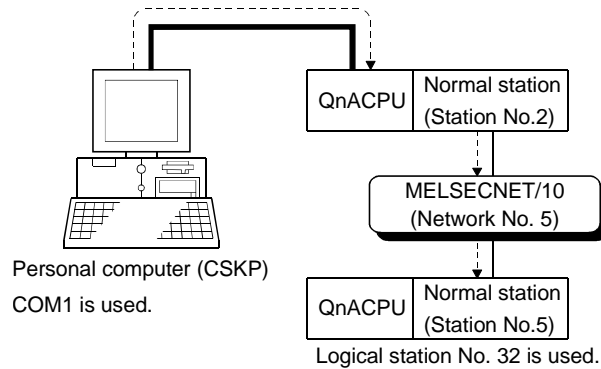 QnACPU
Normal station
(Station No.2)
MELSECNET/10
(Network No. 5)
Personal computer (CSKP)
COM1 is used.
QnACPU
Normal station
(Station No.5)
Logical station No. 32 is used.